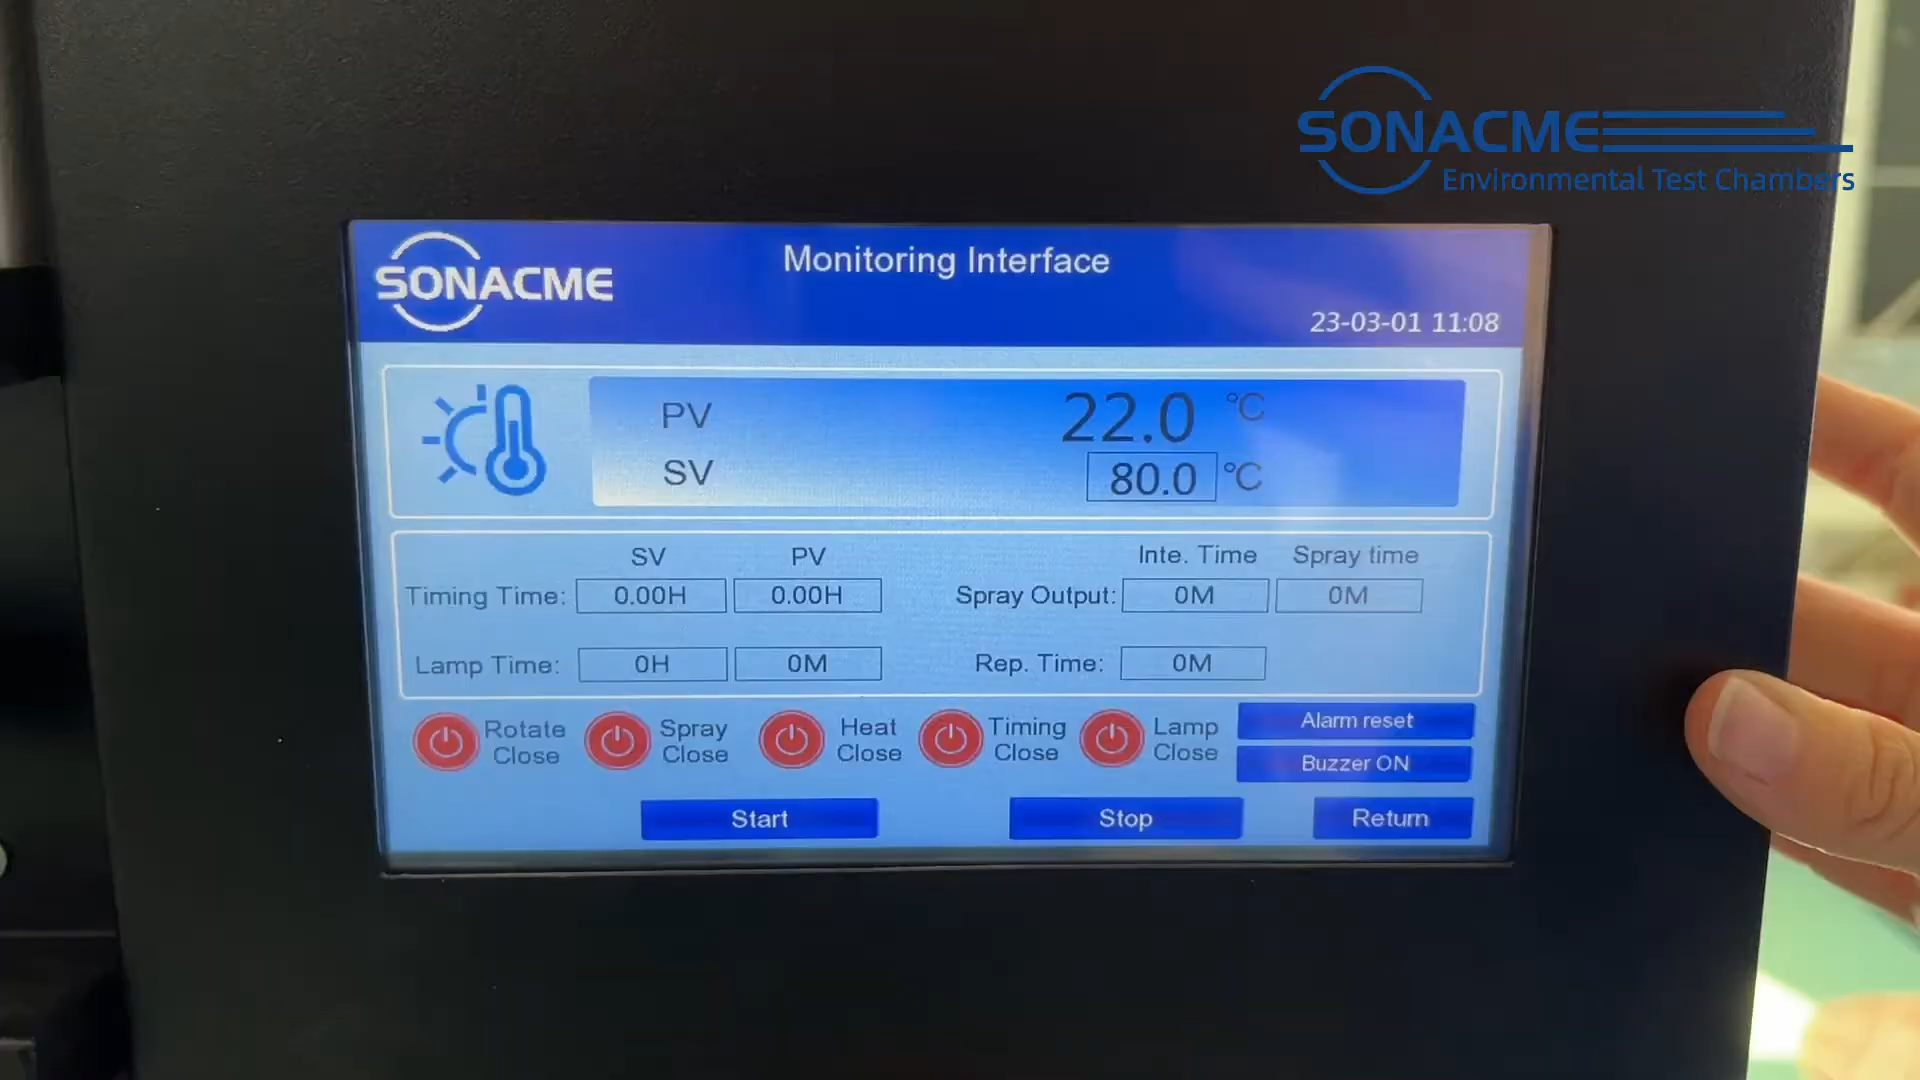 SONACME
Environmental Test Chambers
SONACME
Monitoring Interface
23-03-01 11:08
PV 22.0 °C
SV 80.0 °C
SV PV Inte. Time Spray time
Timing Time: 0.00H 0.00H Spray Output: 0M 0M
Lamp Time: 0H 0M Rep. Time: 0M
Rotate Close
Spray Close
Heat Close
Timing Close
Lamp Close
Alarm reset
Buzzer ON
Start Stop Return